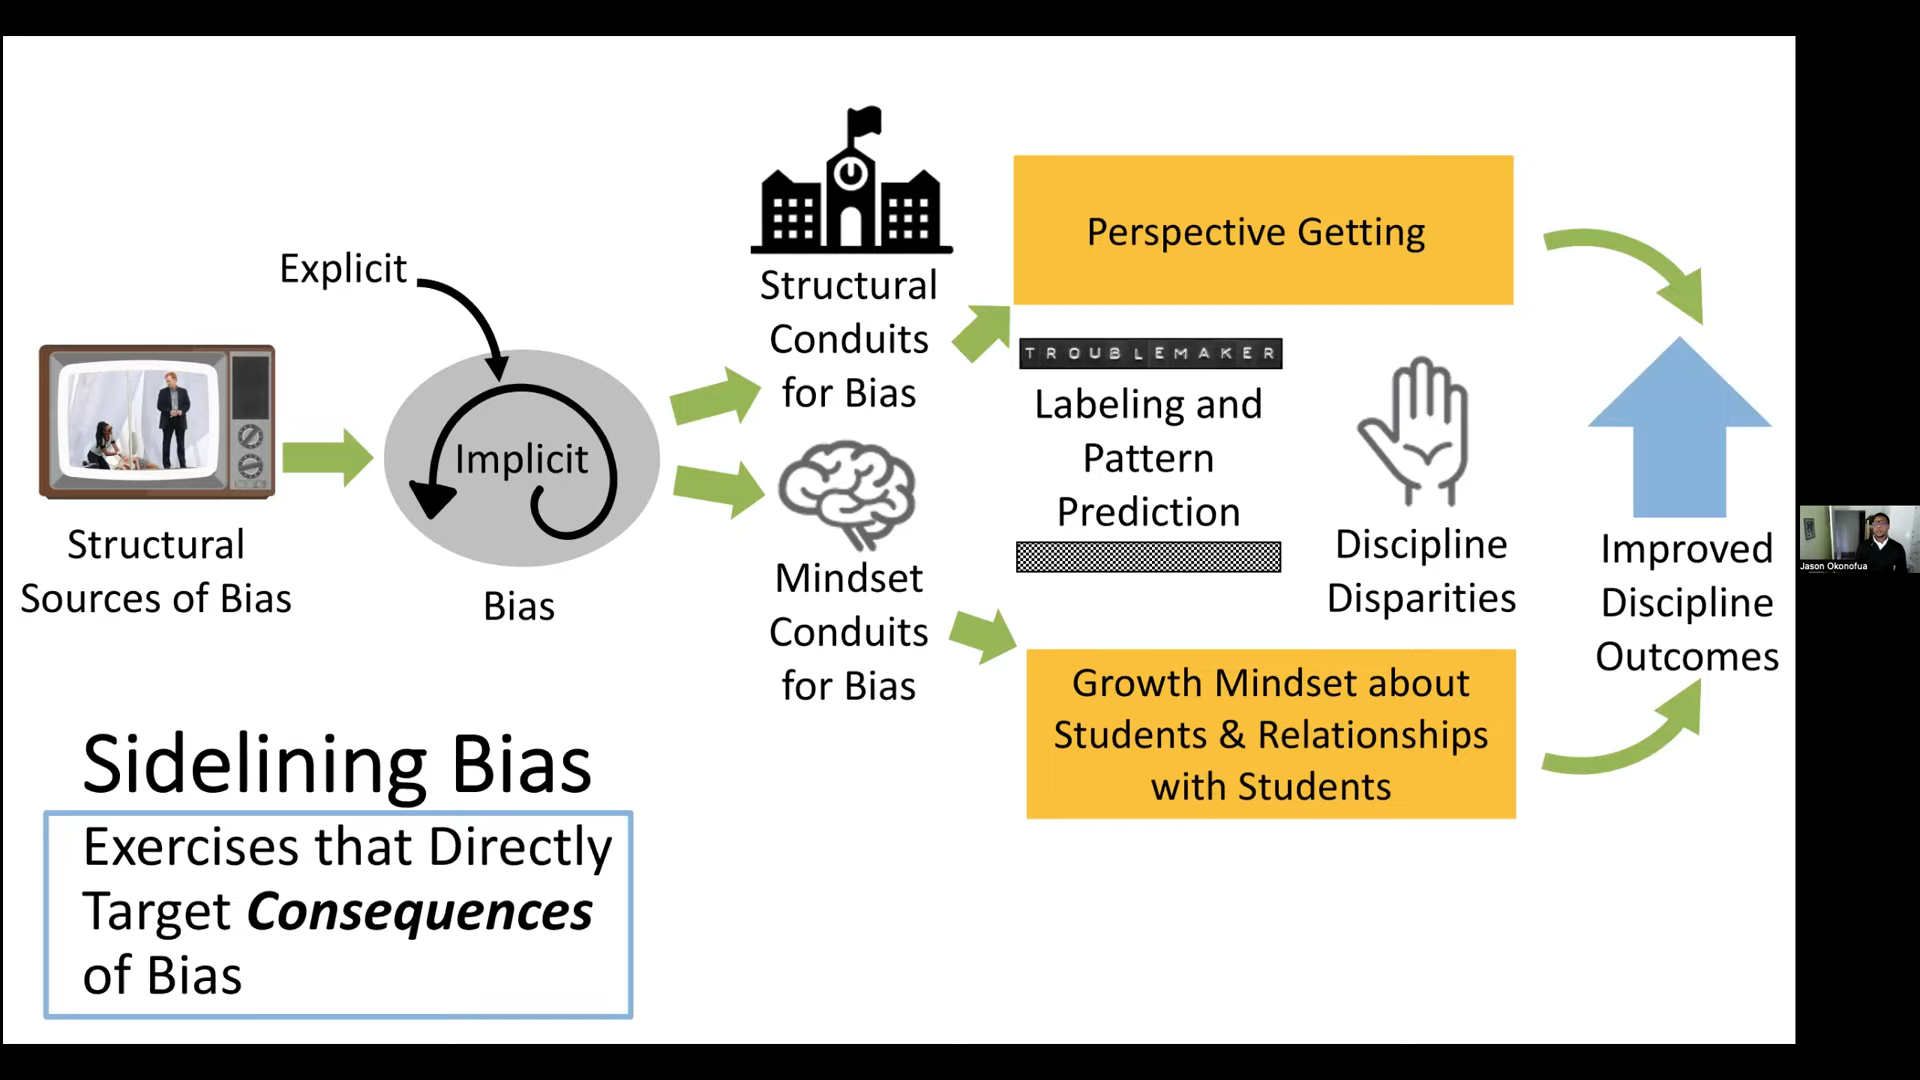 Explicit
Implicit
Bias
Structural
Sources of Bias
Structural
Conduits
for Bias
Mindset
Conduits
for Bias
Perspective Getting
TROUBLEMAKER
Labeling and
Pattern
Prediction
Discipline
Disparities
Growth Mindset about
Students & Relationships
with Students
Improved
Discipline
Outcomes
Sidelining Bias
Exercises that Directly
Target Consequences
of Bias
Jason Okonofua